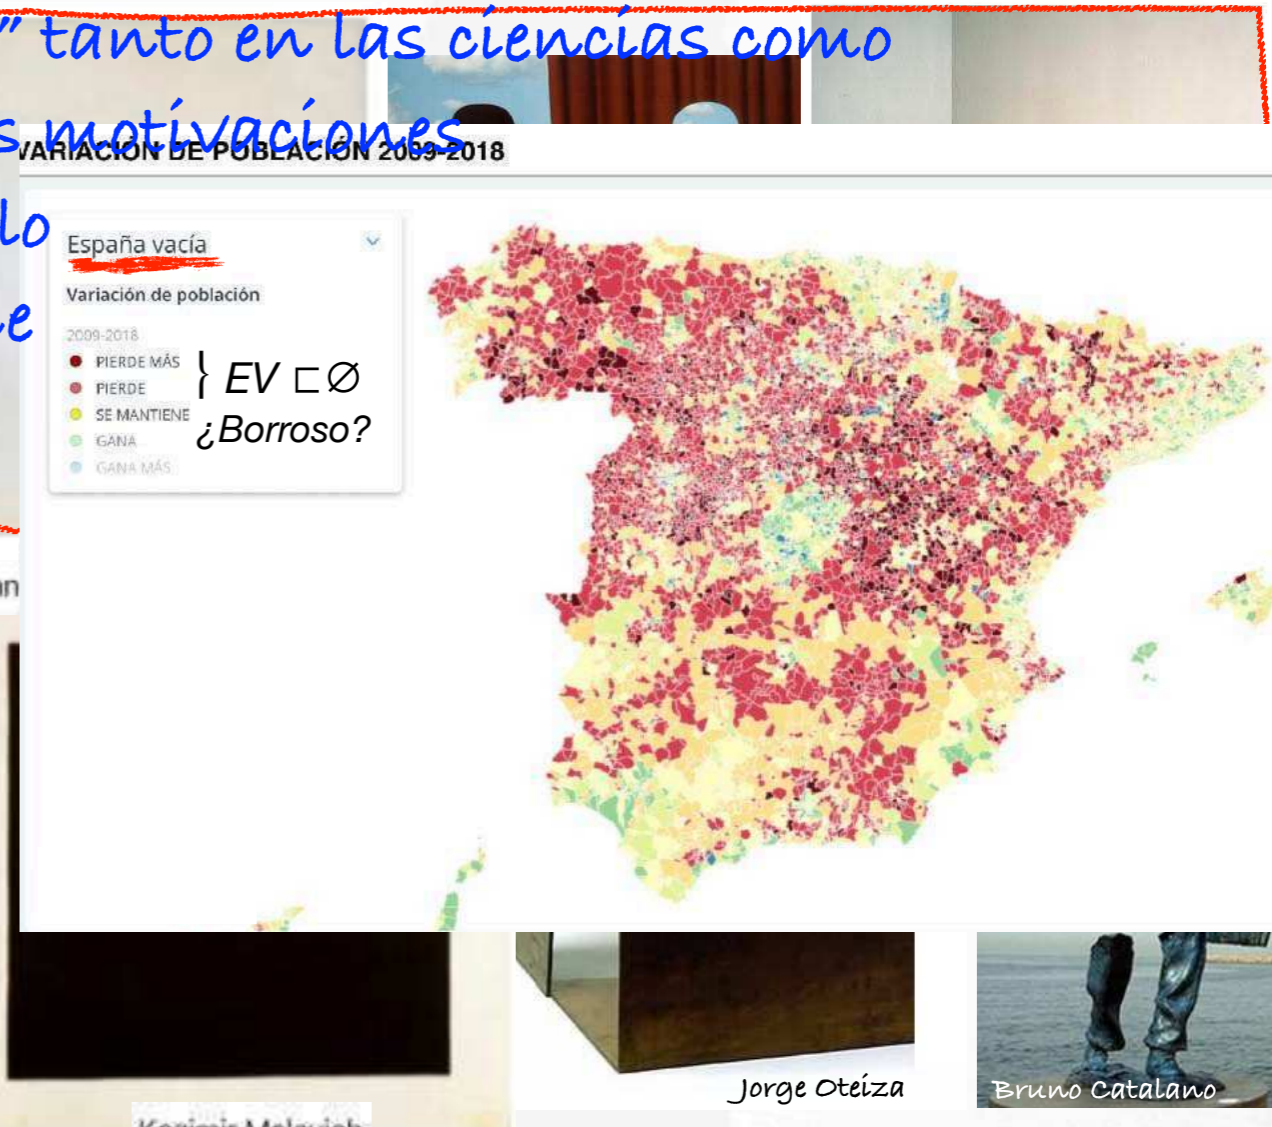 ” tanto en las ciencias como
s motivaciones
VARIACIÓN DE POBLACIÓN 2009-2018
lo
España vacía
Variación de población
2009-2018
PIERDE MÁS
PIERDE
} EV ⊏ ∅
SE MANTIENE
¿Borroso?
GANA
GANA MÁS
Jorge Oteiza
Bruno Catalano